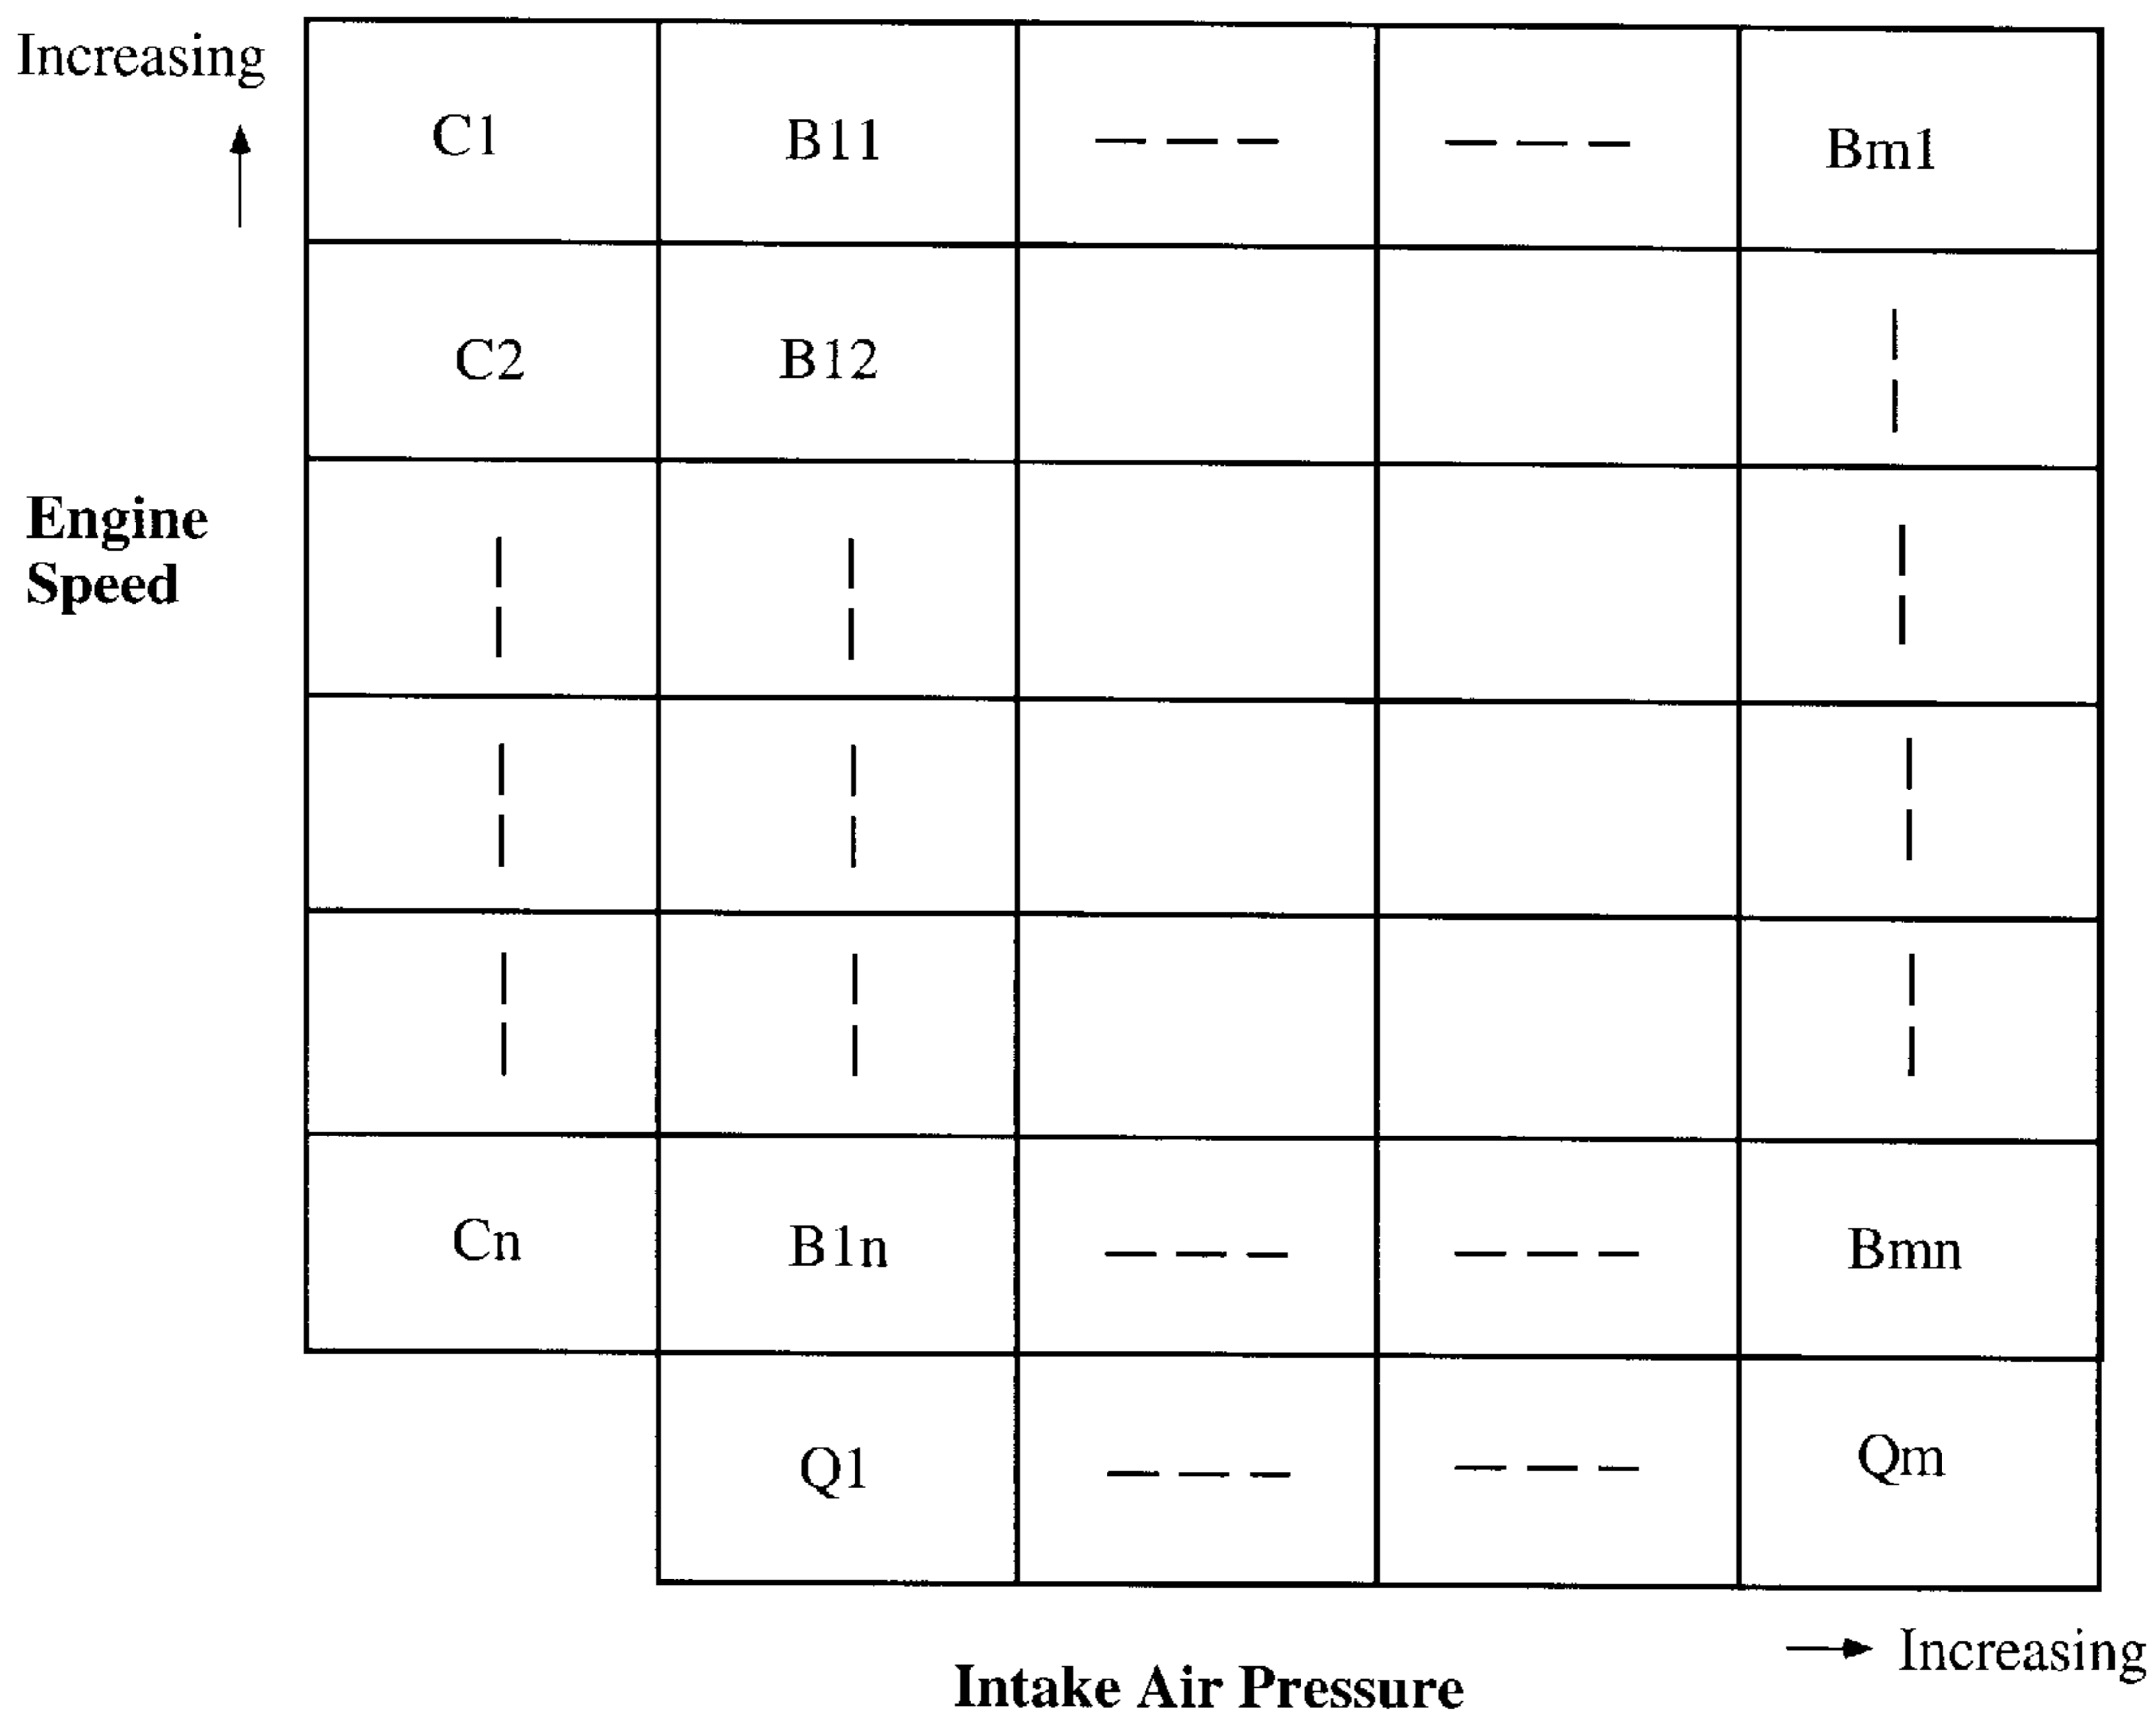 Increasing
C1 B11 Bm1
C2 B12
Engine
Speed
Cn B1n Bmn
Q1 Qm
Increasing
Intake Air Pressure